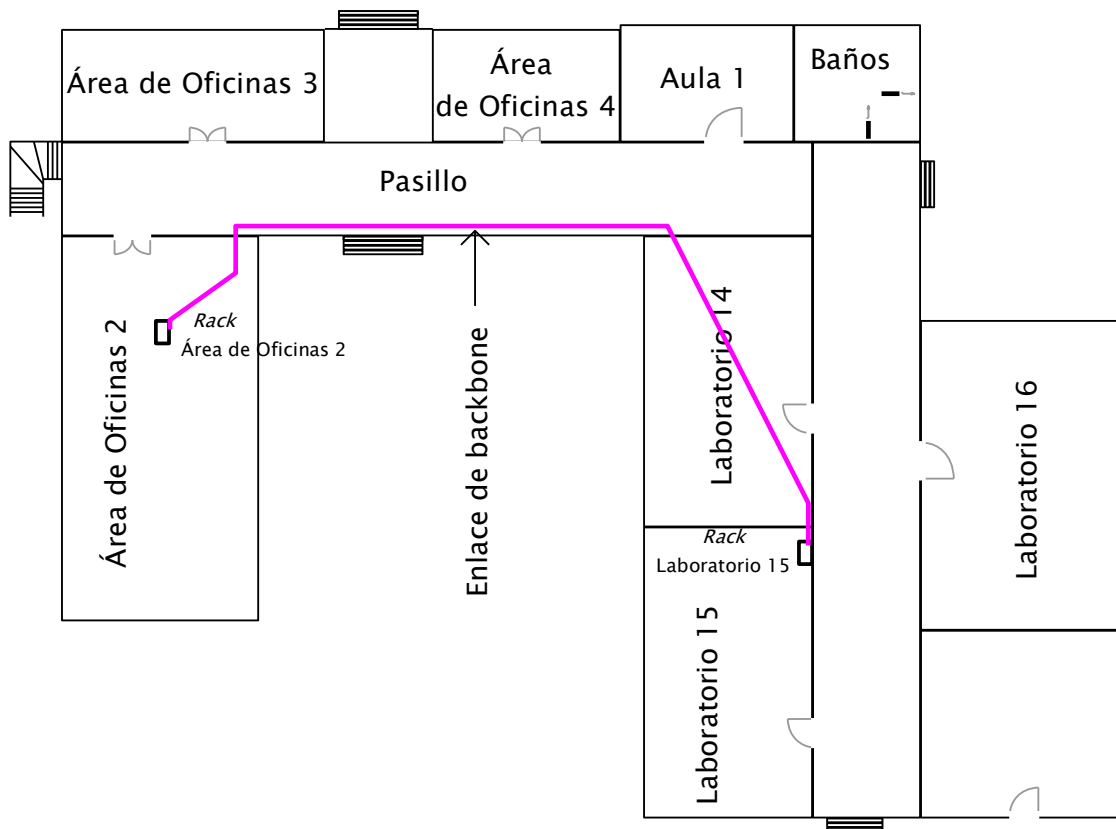 Área de Oficinas 3
Área
de Oficinas 4
Aula 1
Baños
Pasillo
Rack
Área de Oficinas 2
Área de Oficinas 2
Enlace de backbone
Laboratorio 14
Rack
Laboratorio 15
Laboratorio 15
Laboratorio 16